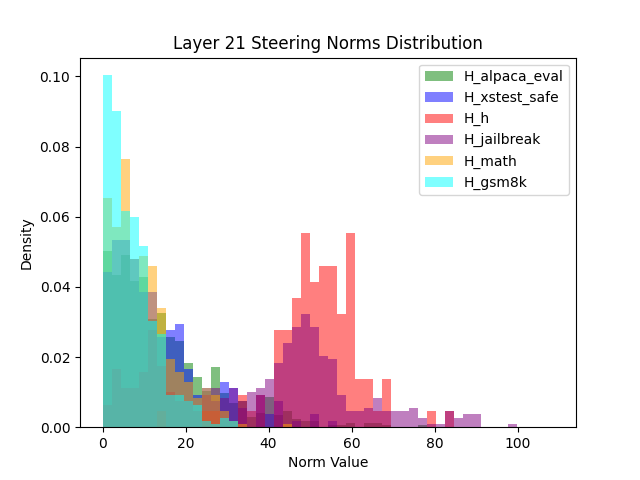 Layer 21 Steering Norms Distribution
H_alpaca_eval
H_xstest_safe
H_h
H_jailbreak
H_math
H_gsm8k
0.10
0.08
0.06
0.04
0.02
0.00
Density
0 20 40 60 80 100
Norm Value